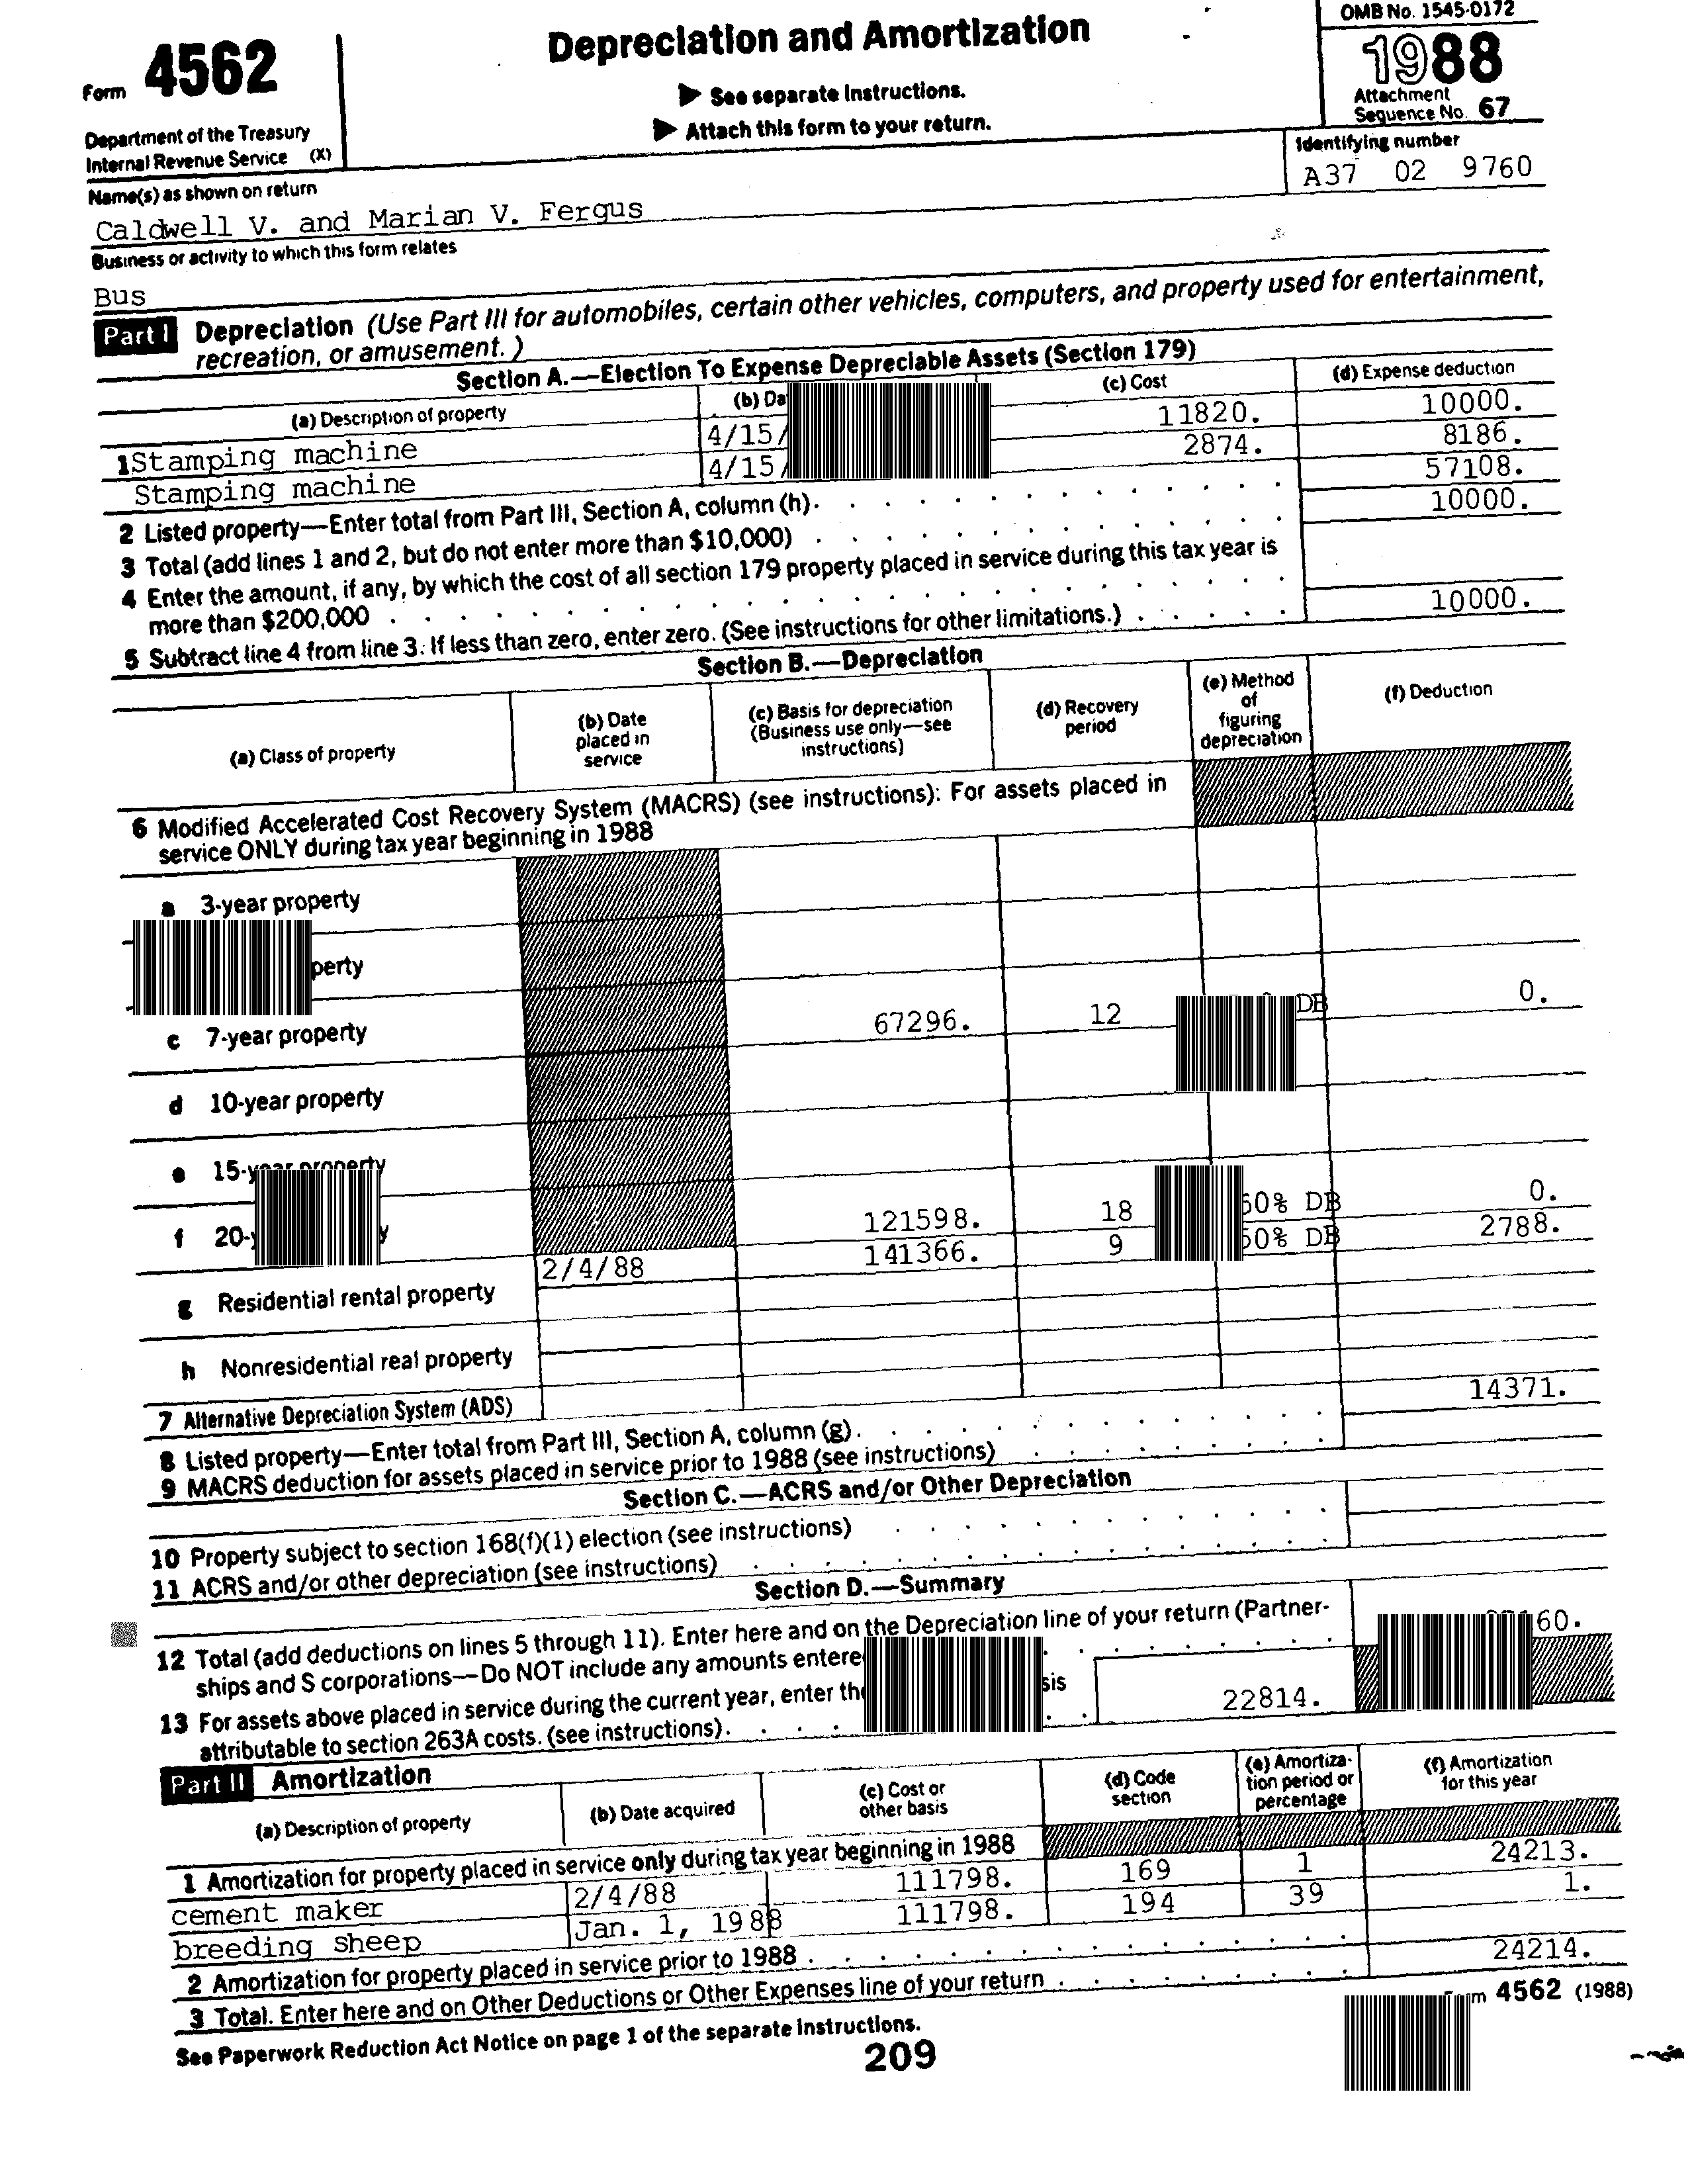 OMB No. 1545-0172
Form 4562
Depreciation and Amortization
1988
▶ See separate instructions.
▶ Attach this form to your return.
Attachment
Sequence No. 67
Department of the Treasury
Internal Revenue Service (X)
Identifying number
A37 02 9760
Name(s) as shown on return
Caldwell V. and Marian V. Fergus
Business or activity to which this form relates
Bus
Part I Depreciation (Use Part III for automobiles, certain other vehicles, computers, and property used for entertainment,
recreation, or amusement. )
Section A.—Election To Expense Depreciable Assets (Section 179)
(a) Description of property (b) (c) Cost (d) Expense deduction
1 Stamping machine 4/15/ 11820. 10000.
Stamping machine 4/15/ 2874. 8186.
2 Listed property—Enter total from Part III, Section A, column (h) 57108.
3 Total (add lines 1 and 2, but do not enter more than $10,000) 10000.
4 Enter the amount, if any, by which the cost of all section 179 property placed in service during this tax year is
more than $200,000
5 Subtract line 4 from line 3. If less than zero, enter zero. (See instructions for other limitations.) 10000.
Section B.—Depreciation
(a) Class of property
(b) Date
placed in
service
(c) Basis for depreciation
(Business use only—see
instructions)
(d) Recovery
period
(e) Method
of
figuring
depreciation
(f) Deduction
6 Modified Accelerated Cost Recovery System (MACRS) (see instructions): For assets placed in
service ONLY during tax year beginning in 1988
a 3-year property
c 7-year property 67296. 12 DB 0.
d 10-year property
e 15-year property
f 20- 121598. 18 DB 0.
g Residential rental property 2/4/88 141366. 9 DB 2788.
h Nonresidential real property
7 Alternative Depreciation System (ADS)
8 Listed property—Enter total from Part III, Section A, column (g) 14371.
9 MACRS deduction for assets placed in service prior to 1988 (see instructions)
Section C.—ACRS and/or Other Depreciation
10 Property subject to section 168(f)(1) election (see instructions)
11 ACRS and/or other depreciation (see instructions)
Section D.—Summary
12 Total (add deductions on lines 5 through 11). Enter here and on the Depreciation line of your return (Partner-
ships and S corporations—Do NOT include any amounts
13 For assets above placed in service during the current year, enter
attributable to section 263A costs. (see instructions) 22814.
Part II Amortization
(a) Description of property
(b) Date acquired
(c) Cost or
other basis
(d) Code
section
(e) Amortiza-
tion period or
percentage
(f) Amortization
for this year
1 Amortization for property placed in service only during tax year beginning in 1988
cement maker 2/4/88 111798. 169 1 24213.
breeding sheep Jan. 1, 1988 111798. 194 39 1.
2 Amortization for property placed in service prior to 1988
3 Total. Enter here and on Other Deductions or Other Expenses line of your return 24214.
See Paperwork Reduction Act Notice on page 1 of the separate instructions.
4562 (1988)
209